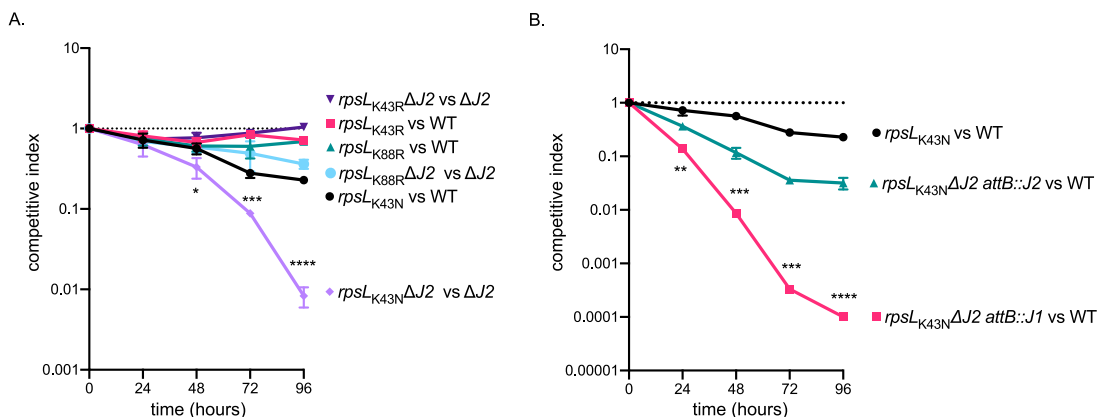 A.
10
1
0.1
0.01
0.001
0
24
48
72
96
competitive index
time (hours)
*
***
****
rpsLK43RΔJ2 vs ΔJ2
rpsLK43R vs WT
rpsLK88R vs WT
rpsLK88RΔJ2 vs ΔJ2
rpsLK43N vs WT
rpsLK43NΔJ2 vs ΔJ2
B.
10
1
0.1
0.01
0.001
0.0001
0.00001
0
24
48
72
96
competitive index
time (hours)
**
***
***
****
rpsLK43N vs WT
rpsLK43NΔJ2 attB::J2 vs WT
rpsLK43NΔJ2 attB::J1 vs WT